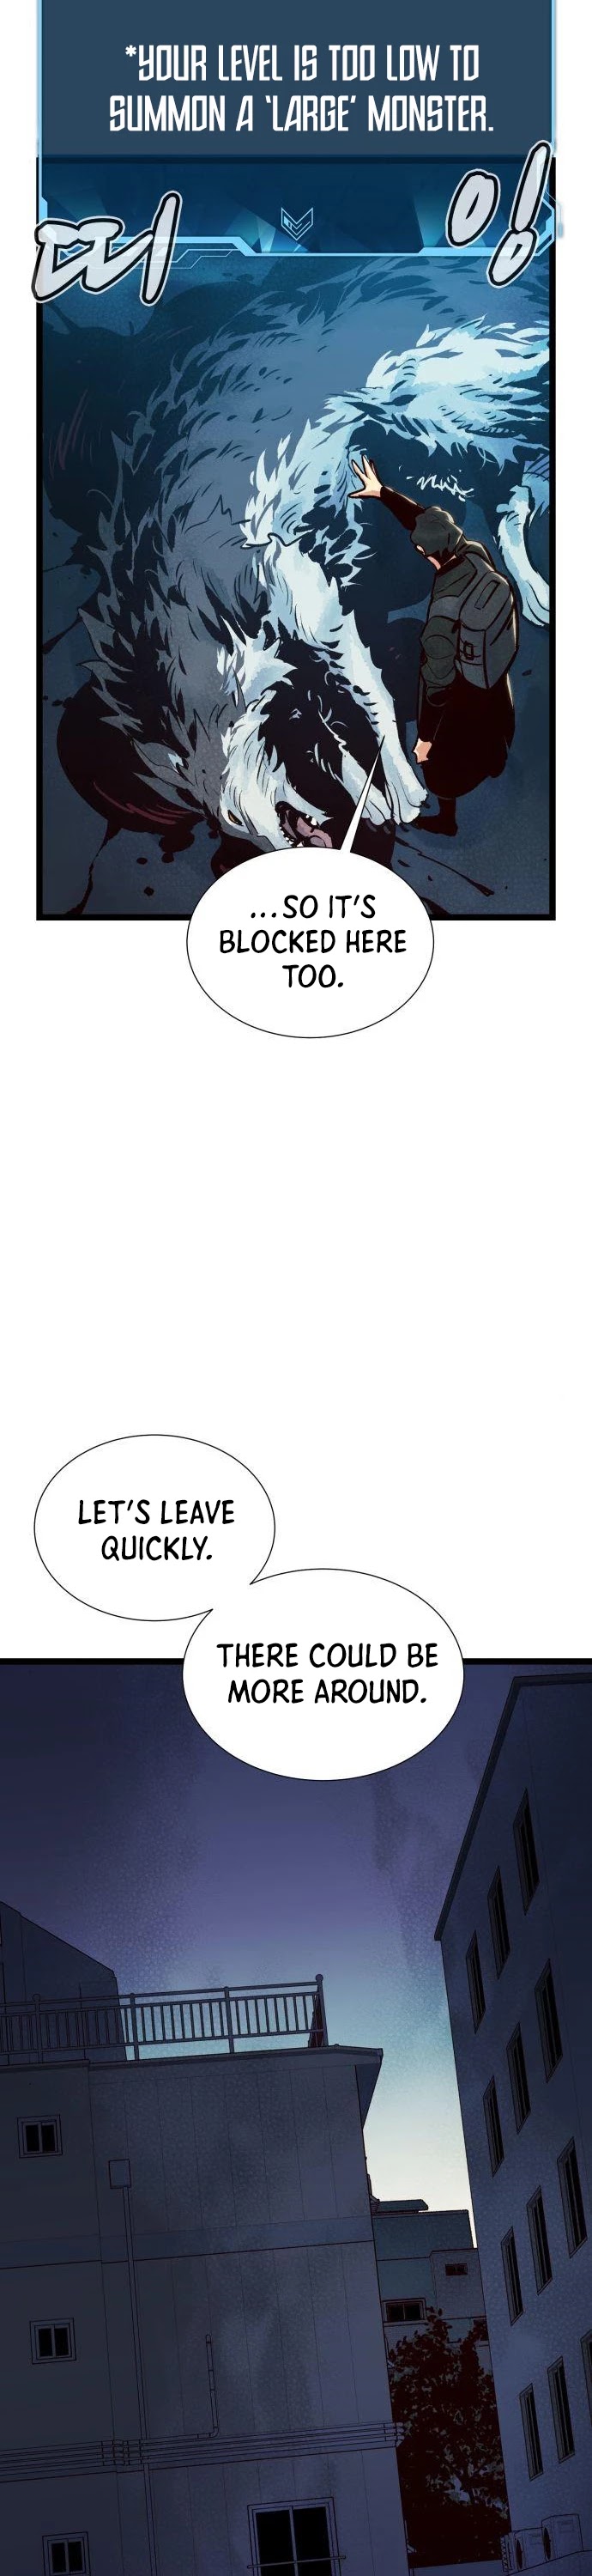 *YOUR LEVEL IS TOO LOW TO
SUMMON A 'LARGE' MONSTER.
띠이!
...SO IT'S
BLOCKED HERE
TOO.
LET'S LEAVE
QUICKLY.
THERE COULD BE
MORE AROUND.